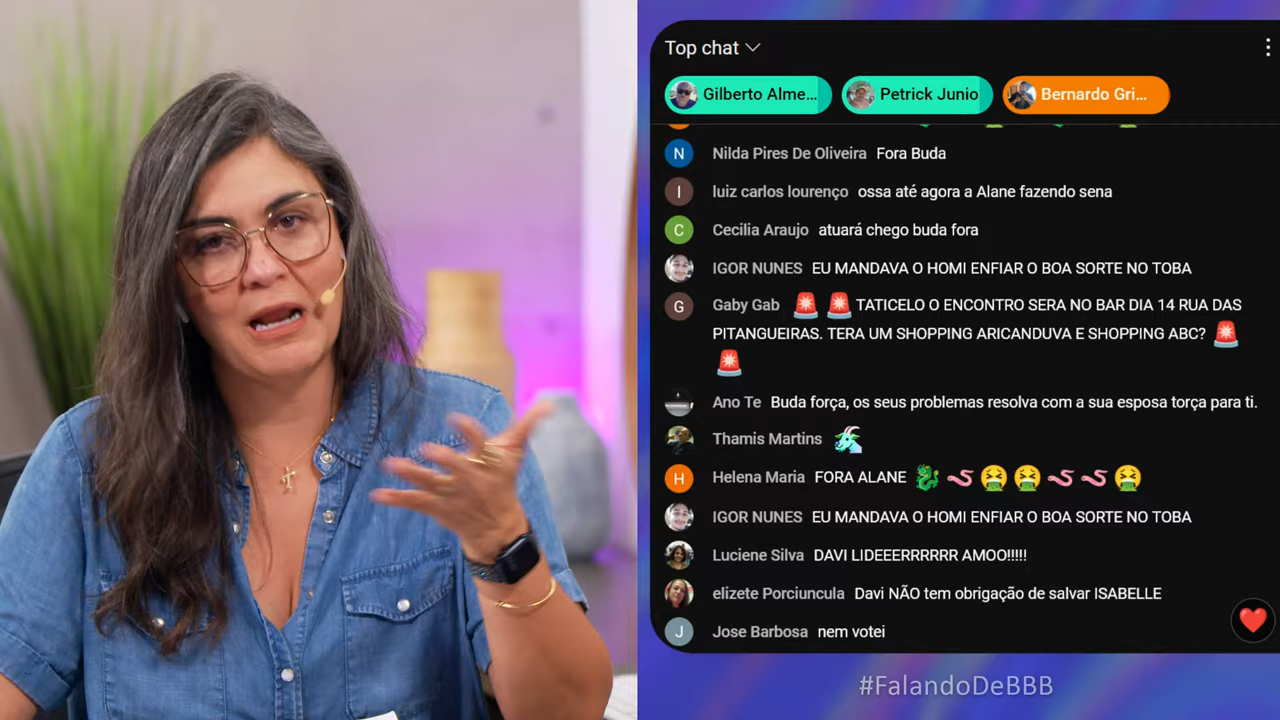 Top chat
Gilberto Alme...
Petrick Junio
Bernardo Gri...
N Nilda Pires De Oliveira Fora Buda
I luiz carlos lourenço ossa até agora a Alane fazendo sena
C Cecilia Araujo atuará chego buda fora
IGOR NUNES EU MANDAVA O HOMI ENFIAR O BOA SORTE NO TOBA
G Gaby Gab 🚨 🚨 TATICELO O ENCONTRO SERA NO BAR DIA 14 RUA DAS
PITANGUEIRAS. TERA UM SHOPPING ARICANDUVA E SHOPPING ABC? 🚨
🚨
Ano Te Buda força, os seus problemas resolva com a sua esposa torça para ti.
Thamis Martins
H Helena Maria FORA ALANE 🐉 🪱 🤮 🤮 🪱 🪱 🤮
IGOR NUNES EU MANDAVA O HOMI ENFIAR O BOA SORTE NO TOBA
Luciene Silva DAVI LIDEEERRRRRR AMOO!!!!!
elizete Porciuncula Davi NÃO tem obrigação de salvar ISABELLE
J Jose Barbosa nem votei
#FalandoDeBBB